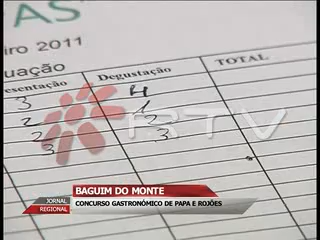 AS
iro 2011
uação
esentação Degustação TOTAL
3 4
2 1
2 2
3 3
RTV
BAGUIM DO MONTE
JORNAL
REGIONAL
CONCURSO GASTRONÓMICO DE PAPA E ROJÕES